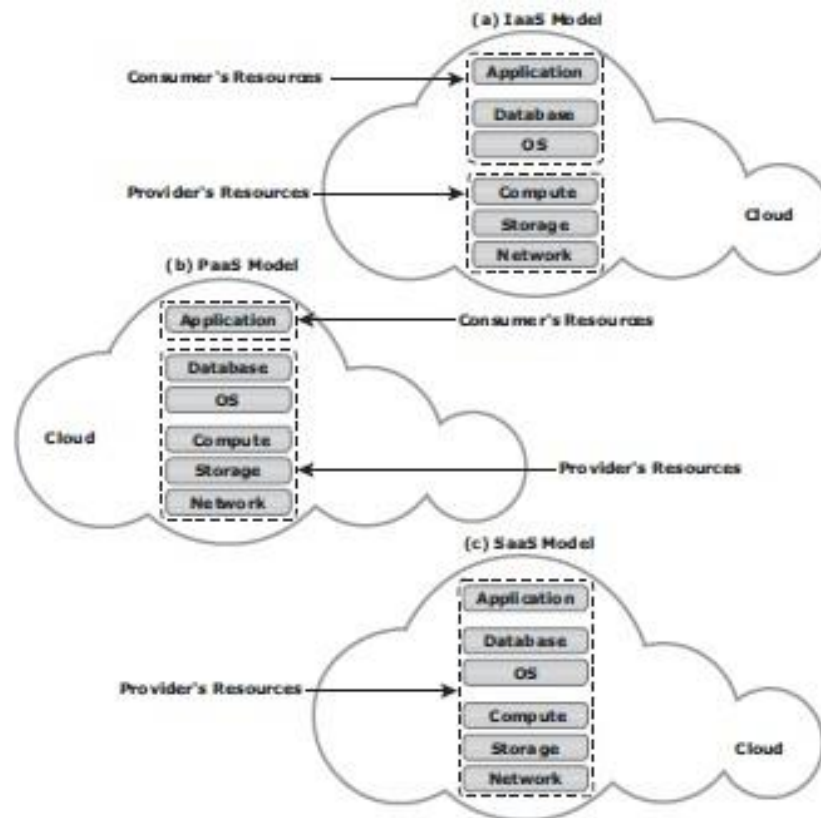 (a) IaaS Model
Consumer's Resources
Application
Database
OS
Provider's Resources
Compute
Storage
Network
Cloud
(b) PaaS Model
Application
Consumer's Resources
Database
OS
Cloud
Compute
Storage
Provider's Resources
Network
(c) SaaS Model
Application
Database
OS
Provider's Resources
Compute
Storage
Network
Cloud